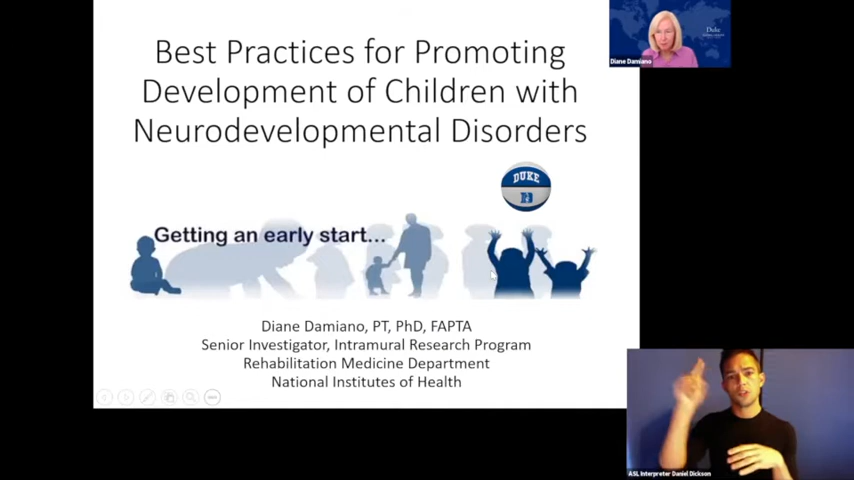 Best Practices for Promoting
Development of Children with
Neurodevelopmental Disorders
Duke
Diane Damiano
DUKE
D
Getting an early start...
Diane Damiano, PT, PhD, FAPTA
Senior Investigator, Intramural Research Program
Rehabilitation Medicine Department
National Institutes of Health
ASL Interpreter Daniel Dickson